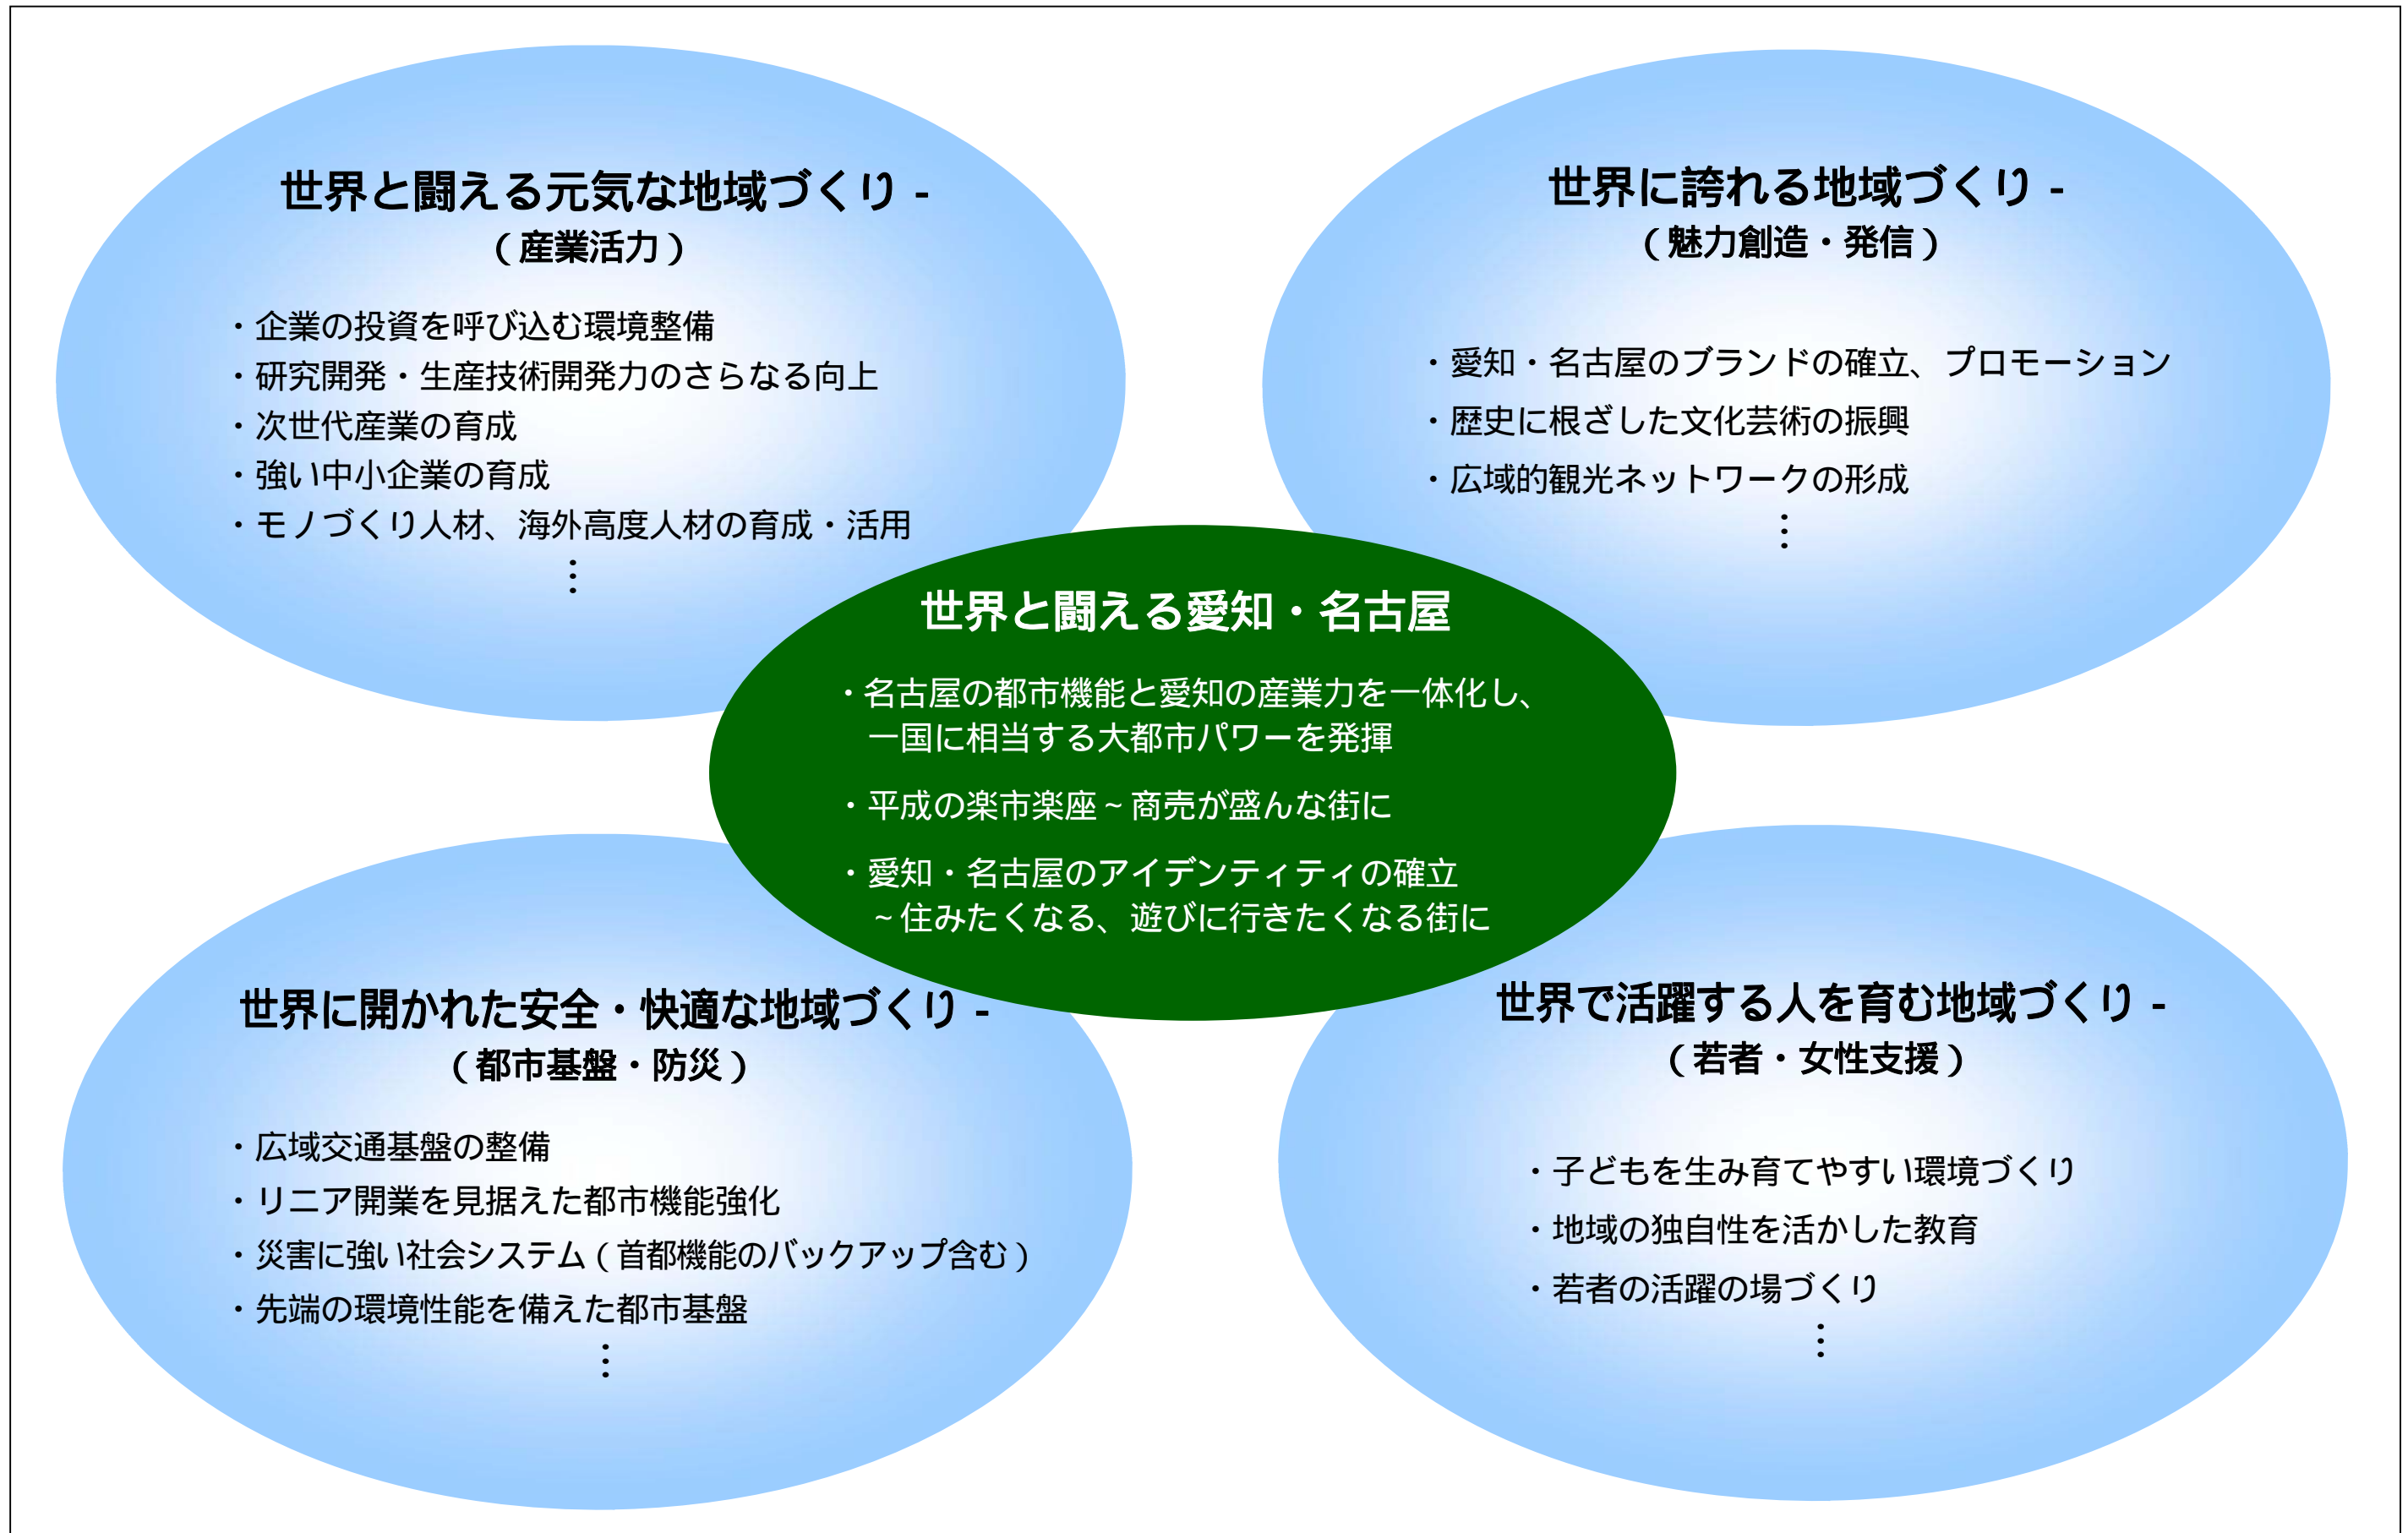 世界と闘える元気な地域づくり -
（産業活力）
・企業の投資を呼び込む環境整備
・研究開発・生産技術開発力のさらなる向上
・次世代産業の育成
・強い中小企業の育成
・モノづくり人材、海外高度人材の育成・活用
⋮
世界に誇れる地域づくり -
（魅力創造・発信）
・愛知・名古屋のブランドの確立、プロモーション
・歴史に根ざした文化芸術の振興
・広域的観光ネットワークの形成
⋮
世界と闘える愛知・名古屋
・名古屋の都市機能と愛知の産業力を一体化し、
一国に相当する大都市パワーを発揮
・平成の楽市楽座～商売が盛んな街に
・愛知・名古屋のアイデンティティの確立
～住みたくなる、遊びに行きたくなる街に
世界に開かれた安全・快適な地域づくり -
（都市基盤・防災）
・広域交通基盤の整備
・リニア開業を見据えた都市機能強化
・災害に強い社会システム（首都機能のバックアップ含む）
・先端の環境性能を備えた都市基盤
⋮
世界で活躍する人を育む地域づくり -
（若者・女性支援）
・子どもを生み育てやすい環境づくり
・地域の独自性を活かした教育
・若者の活躍の場づくり
⋮